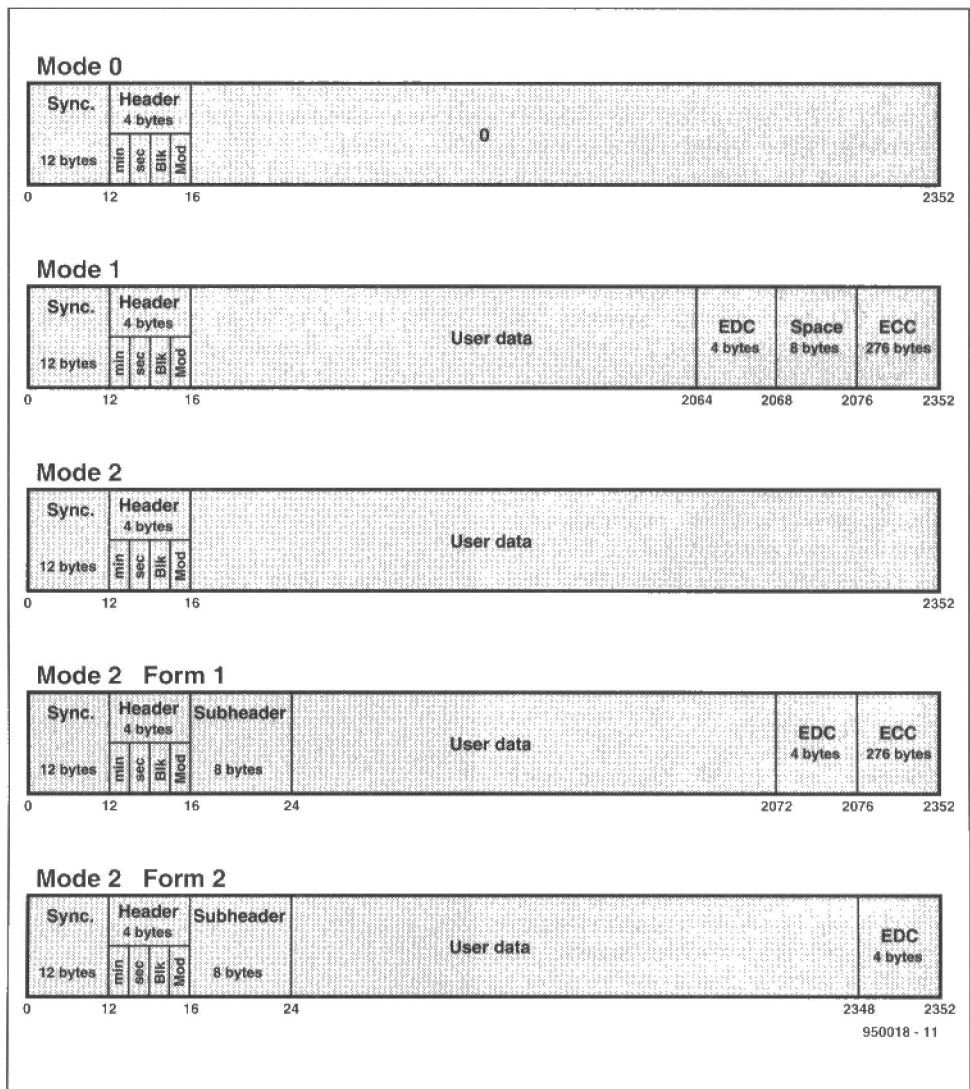 Mode 0
Sync.
12 bytes
Header
4 bytes
min
sec
Blk
Mod
0
0 12 16 2352
Mode 1
Sync.
12 bytes
Header
4 bytes
min
sec
Blk
Mod
User data
EDC
4 bytes
Space
8 bytes
ECC
276 bytes
0 12 16 2064 2068 2076 2352
Mode 2
Sync.
12 bytes
Header
4 bytes
min
sec
Blk
Mod
User data
0 12 16 2352
Mode 2 Form 1
Sync.
12 bytes
Header
4 bytes
min
sec
Blk
Mod
Subheader
8 bytes
User data
EDC
4 bytes
ECC
276 bytes
0 12 16 24 2072 2076 2352
Mode 2 Form 2
Sync.
12 bytes
Header
4 bytes
min
sec
Blk
Mod
Subheader
8 bytes
User data
EDC
4 bytes
0 12 16 24 2348 2352
950018 - 11